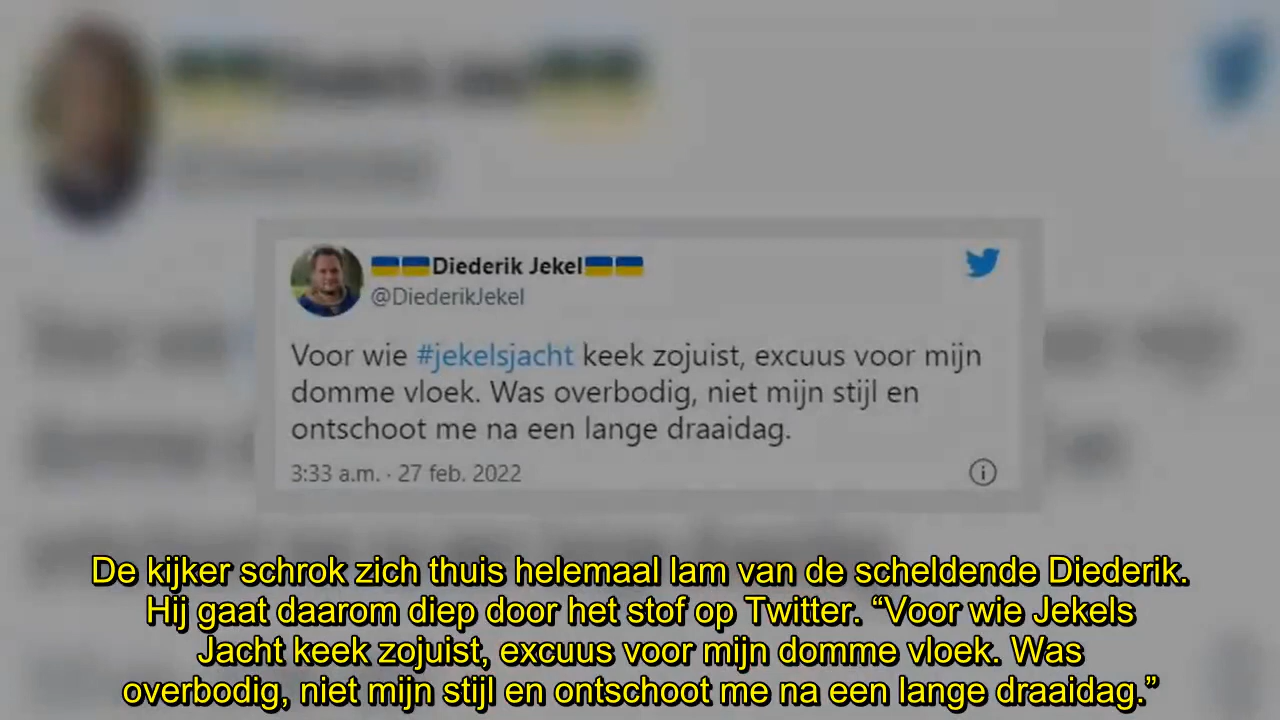 Diederik Jekel
@DiederikJekel
Voor wie #jekelsjacht keek zojuist, excuus voor mijn
domme vloek. Was overbodig, niet mijn stijl en
ontschoot me na een lange draaidag.
3:33 a.m. · 27 feb. 2022
De kijker schrok zich thuis helemaal lam van de scheldende Diederik.
Hij gaat daarom diep door het stof op Twitter. “Voor wie Jekels
Jacht keek zojuist, excuus voor mijn domme vloek. Was
overbodig, niet mijn stijl en ontschoot me na een lange draaidag.”